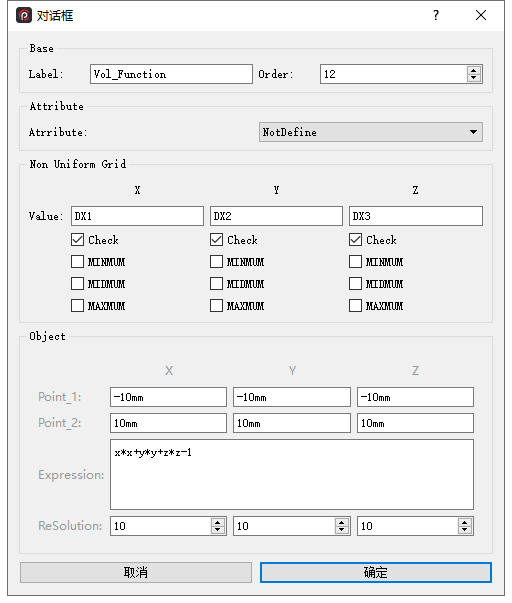 对话框
Base
Label: Vol_Function Order: 12
Attribute
Atrribute: NotDefine
Non Uniform Grid
X Y Z
Value: DX1 DX2 DX3
Check Check Check
MINMUM MINMUM MINMUM
MIDMUM MIDMUM MIDMUM
MAXMUM MAXMUM MAXMUM
Object
X Y Z
Point_1: -10mm -10mm -10mm
Point_2: 10mm 10mm 10mm
Expression: x*x+y*y+z*z-1
ReSolution: 10 10 10
取消 确定